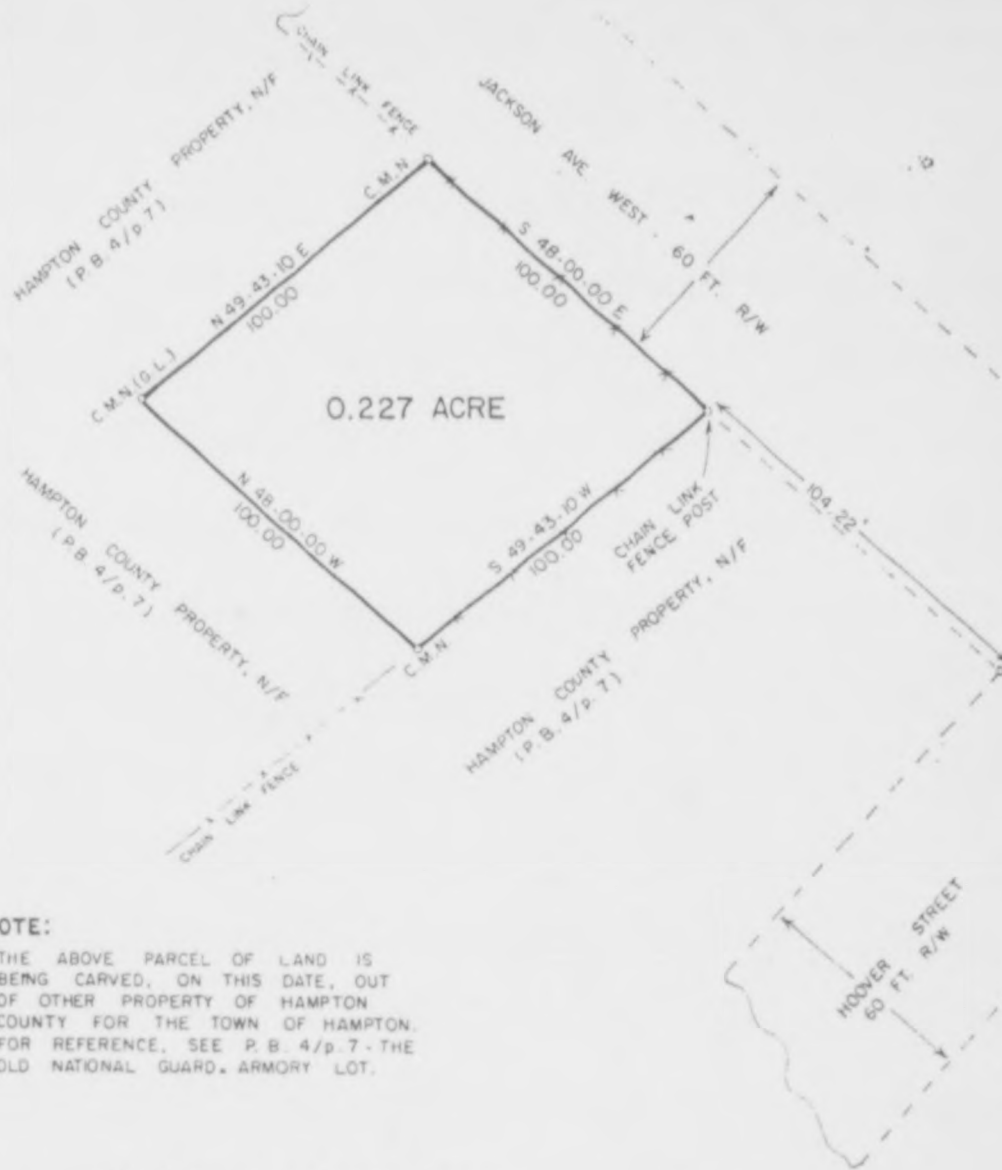 CHAIN LINK FENCE
JACKSON AVE WEST - 60 FT. R/W
HAMPTON COUNTY PROPERTY, N/F
(P.B. 4/p. 7)
C.M.N
N 49-43-10 E
100.00
S 48-00-00 E
100.00
C.M.N.(G.L.)
0.227 ACRE
HAMPTON COUNTY PROPERTY, N/F
(P.B. 4/p. 7)
N 48-00-00 W
100.00
S 49-43-10 W
100.00
CHAIN LINK
FENCE POST
104.22'
C.M.N
HAMPTON COUNTY PROPERTY, N/F
(P.B. 4/p. 7)
CHAIN LINK FENCE
HOOVER STREET
60 FT. R/W
OTE:
THE ABOVE PARCEL OF LAND IS
BEING CARVED, ON THIS DATE, OUT
OF OTHER PROPERTY OF HAMPTON
COUNTY FOR THE TOWN OF HAMPTON.
FOR REFERENCE, SEE P.B. 4/p. 7 - THE
OLD NATIONAL GUARD. ARMORY LOT.